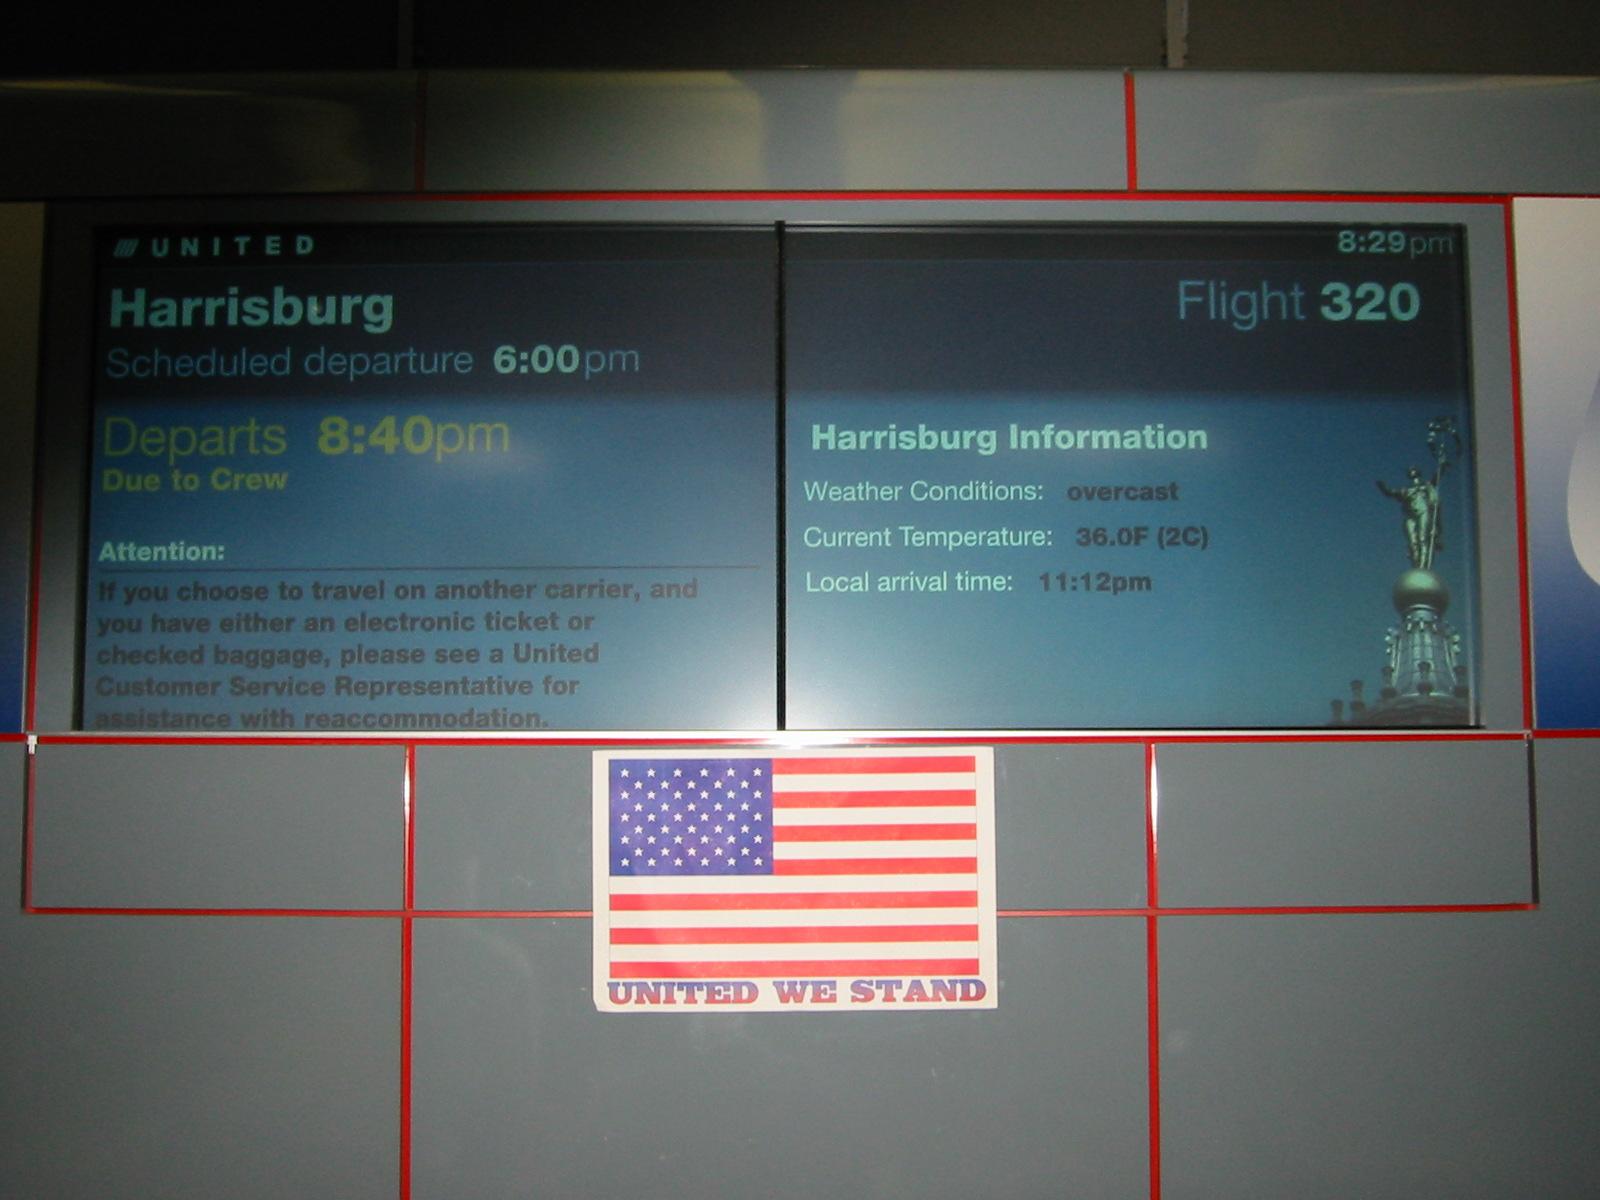 UNITED
8:29pm
Harrisburg
Flight 320
Scheduled departure 6:00pm
Departs 8:40pm
Due to Crew
Attention:
If you choose to travel on another carrier, and
you have either an electronic ticket or
checked baggage, please see a United
Customer Service Representative for
assistance with reaccommodation.
Harrisburg Information
Weather Conditions: overcast
Current Temperature: 36.0F (2C)
Local arrival time: 11:12pm
UNITED WE STAND